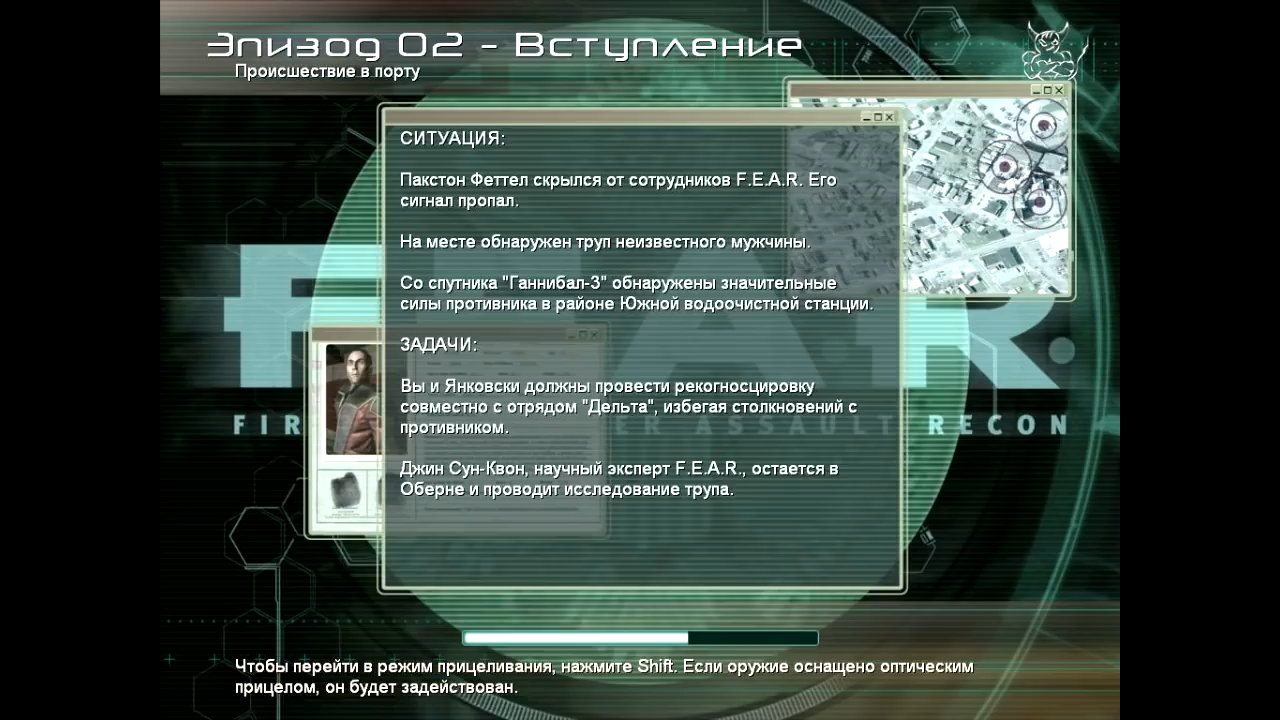 Эпизод 02 - Вступление
Происшествие в порту
СИТУАЦИЯ:
Пакстон Феттел скрылся от сотрудников F.E.A.R. Его
сигнал пропал.
На месте обнаружен труп неизвестного мужчины.
Со спутника "Ганнибал-3" обнаружены значительные
силы противника в районе Южной водоочистной станции.
ЗАДАЧИ:
Вы и Янковски должны провести рекогносцировку
совместно с отрядом "Дельта", избегая столкновений с
противником.
Джин Сун-Квон, научный эксперт F.E.A.R., остается в
Оберне и проводит исследование трупа.
F.E.A.R.
FIR ER ASSAULT RECON
Чтобы перейти в режим прицеливания, нажмите Shift. Если оружие оснащено оптическим
прицелом, он будет задействован.